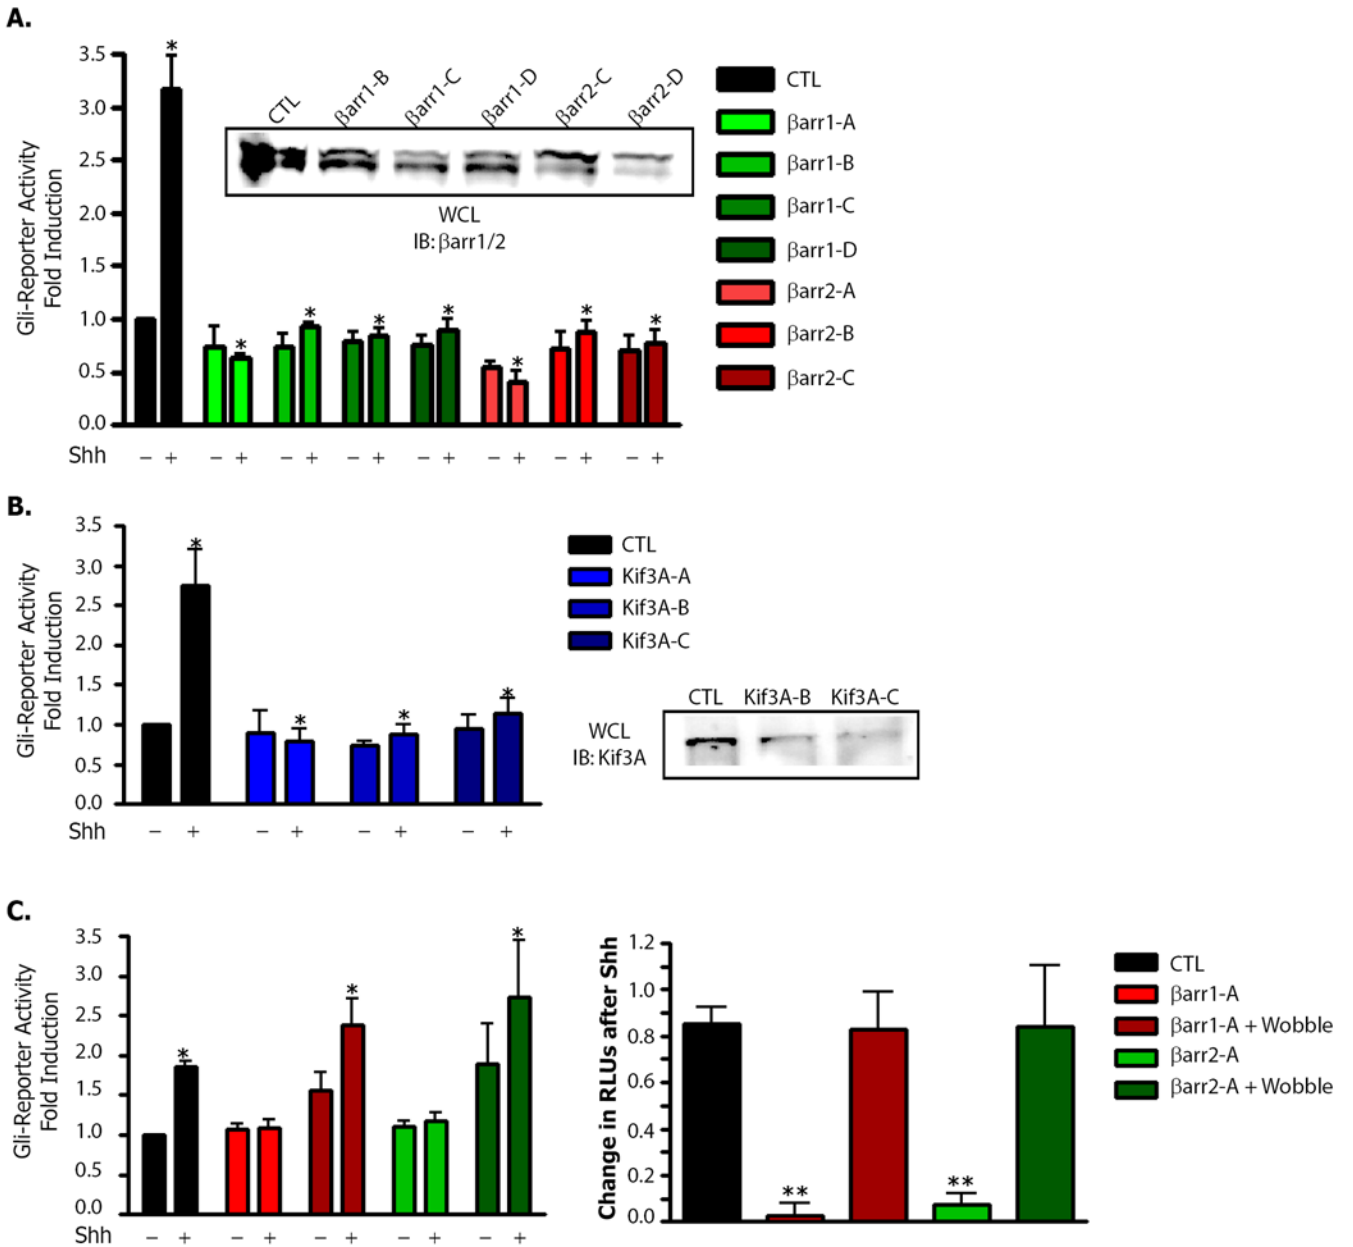 A.
Gli-Reporter Activity
Fold Induction
3.5
3.0
2.5
2.0
1.5
1.0
0.5
0.0
*
* * * * * * *
CTL βarr1-B βarr1-C βarr1-D βarr2-C βarr2-D
WCL
IB: βarr1/2
Shh − + − + − + − + − + − + − + − +
CTL
βarr1-A
βarr1-B
βarr1-C
βarr1-D
βarr2-A
βarr2-B
βarr2-C
B.
Gli-Reporter Activity
Fold Induction
3.5
3.0
2.5
2.0
1.5
1.0
0.5
0.0
*
* * *
Shh − + − + − + − +
CTL
Kif3A-A
Kif3A-B
Kif3A-C
CTL Kif3A-B Kif3A-C
WCL
IB: Kif3A
C.
Gli-Reporter Activity
Fold Induction
3.5
3.0
2.5
2.0
1.5
1.0
0.5
0.0
* * *
Shh − + − + − + − + − +
Change in RLUs after Shh
1.2
1.0
0.8
0.6
0.4
0.2
0.0
** **
CTL
βarr1-A
βarr1-A + Wobble
βarr2-A
βarr2-A + Wobble